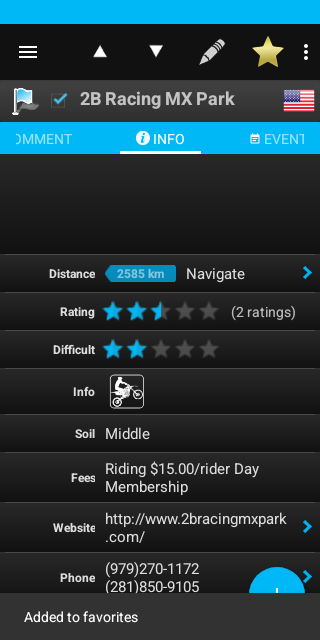 2B Racing MX Park
OMMENT
INFO
EVENT
Distance 2585 km Navigate
Rating (2 ratings)
Difficult
Info
Soil Middle
Fees Riding $15.00/rider Day
Membership
Website http://www.2bracingmxpark
.com/
Phone (979)270-1172
(281)850-9105
Added to favorites